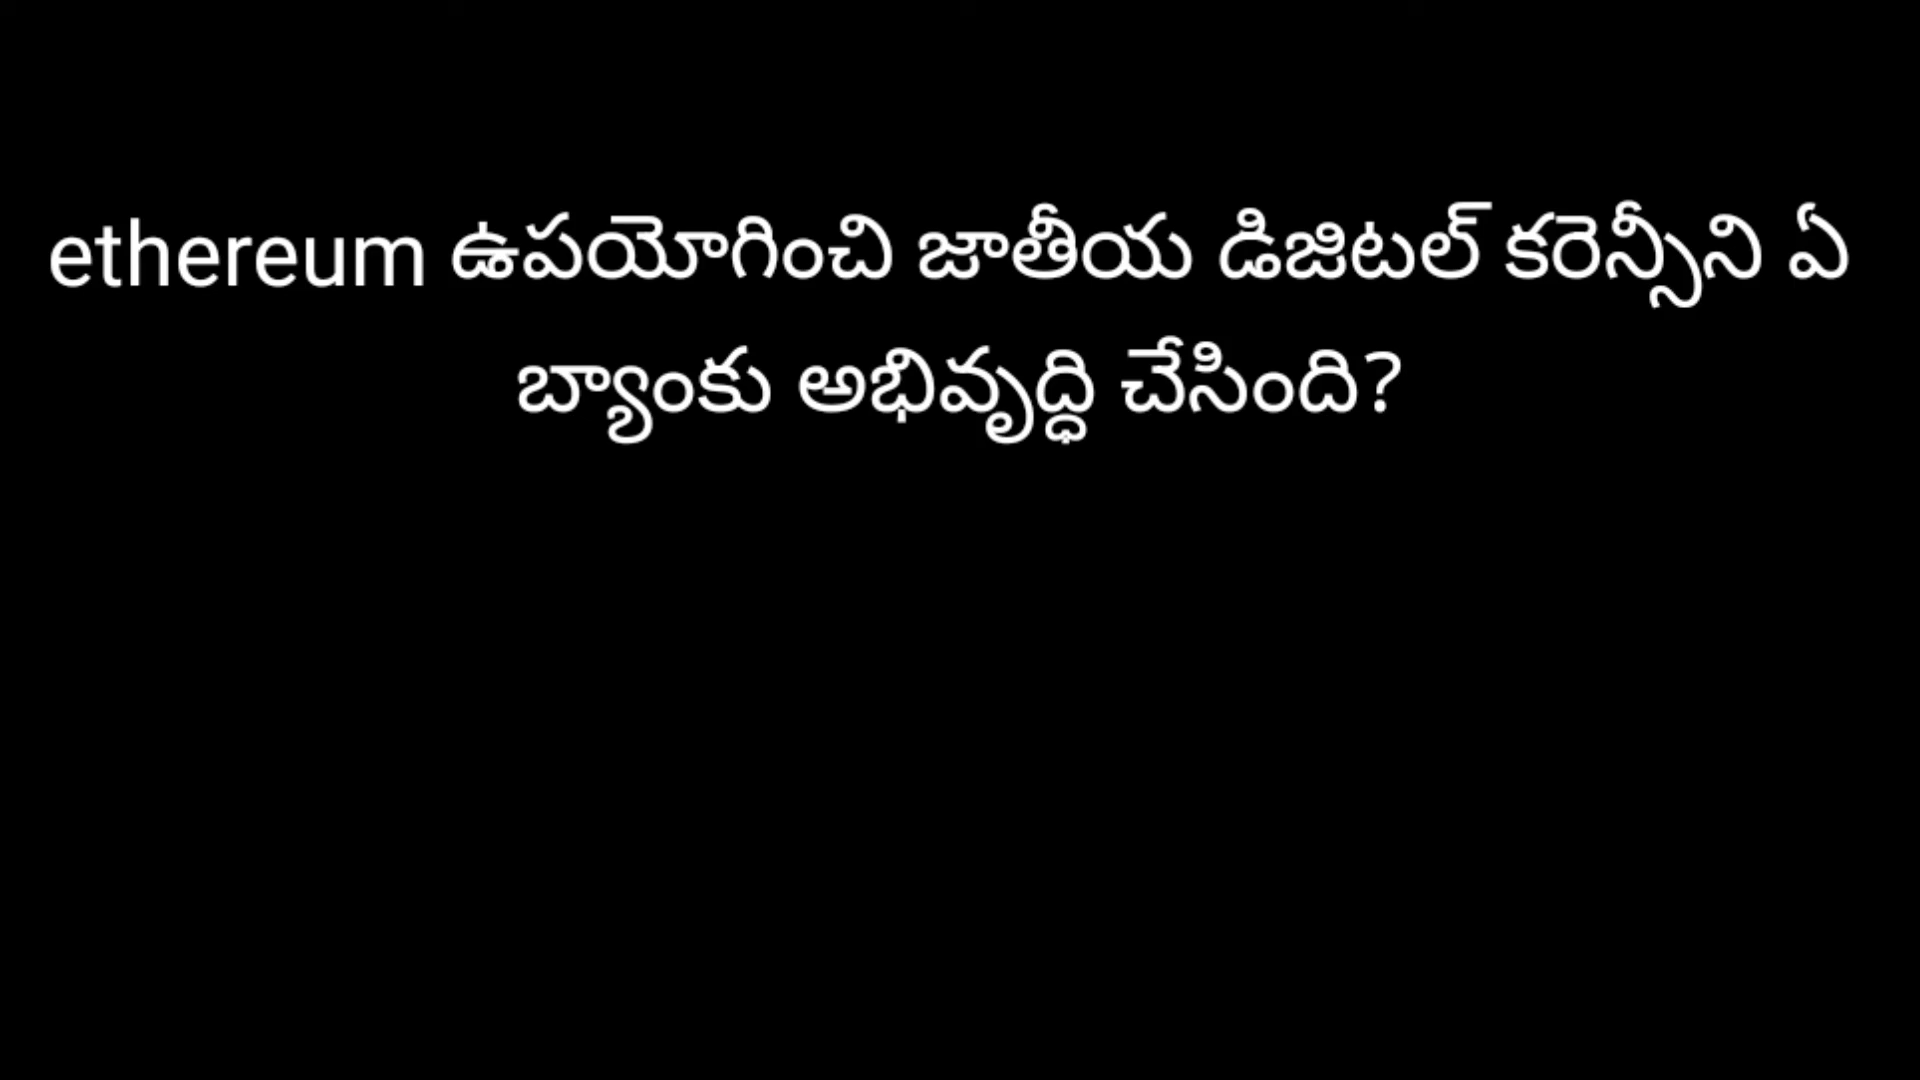 ethereum ఉపయోగించి జాతీయ డిజిటల్ కరెన్సీని ఏ
బ్యాంకు అభివృద్ధి చేసింది?